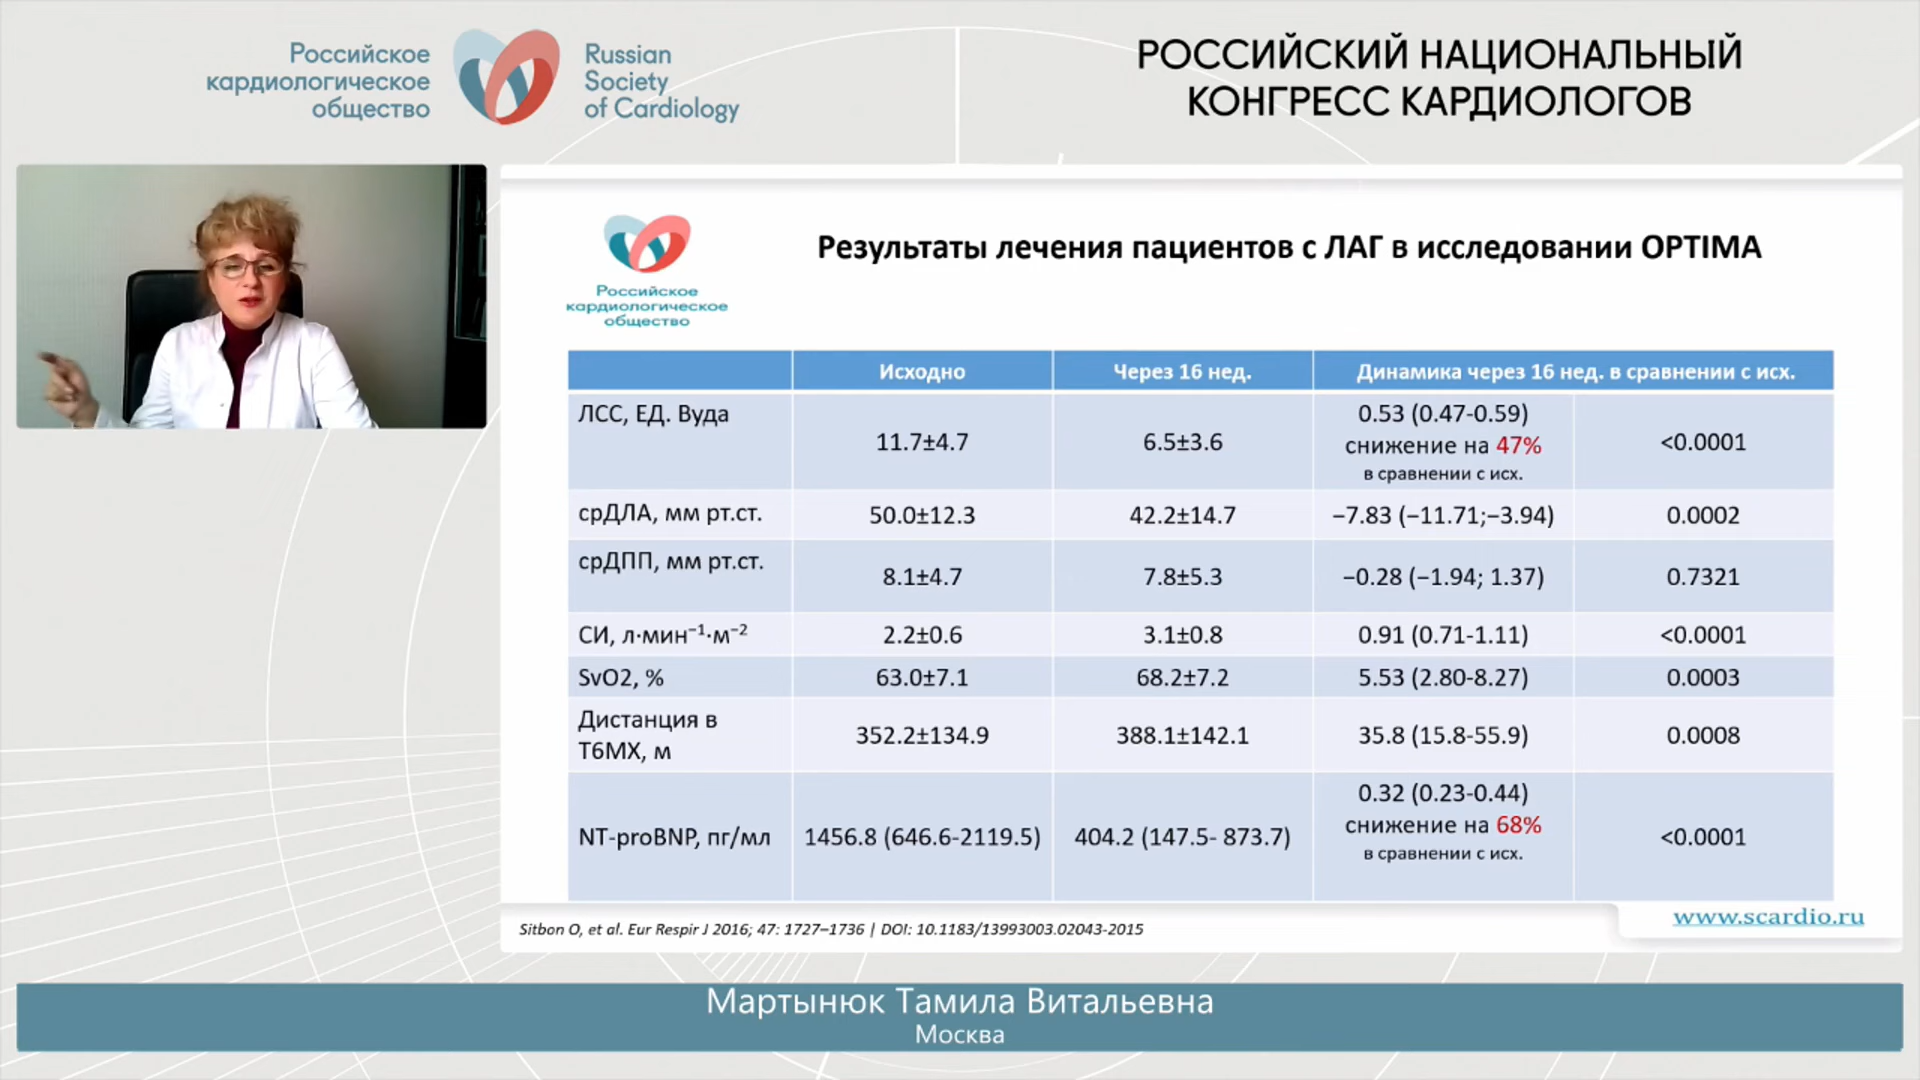 Российское
кардиологическое
общество
Russian
Society
of Cardiology
РОССИЙСКИЙ НАЦИОНАЛЬНЫЙ
КОНГРЕСС КАРДИОЛОГОВ
Российское
кардиологическое
общество
Результаты лечения пациентов с ЛАГ в исследовании OPTIMA
Исходно
Через 16 нед.
Динамика через 16 нед. в сравнении с исх.
ЛСС, ЕД. Вуда
11.7±4.7
6.5±3.6
0.53 (0.47-0.59)
снижение на 47%
в сравнении с исх.
<0.0001
срДЛА, мм рт.ст.
50.0±12.3
42.2±14.7
−7.83 (−11.71;−3.94)
0.0002
срДПП, мм рт.ст.
8.1±4.7
7.8±5.3
−0.28 (−1.94; 1.37)
0.7321
СИ, л·мин⁻¹·м⁻²
2.2±0.6
3.1±0.8
0.91 (0.71-1.11)
<0.0001
SvO2, %
63.0±7.1
68.2±7.2
5.53 (2.80-8.27)
0.0003
Дистанция в
Т6МХ, м
352.2±134.9
388.1±142.1
35.8 (15.8-55.9)
0.0008
NT-proBNP, пг/мл
1456.8 (646.6-2119.5)
404.2 (147.5- 873.7)
0.32 (0.23-0.44)
снижение на 68%
в сравнении с исх.
<0.0001
Sitbon O, et al. Eur Respir J 2016; 47: 1727–1736 | DOI: 10.1183/13993003.02043-2015
www.scardio.ru
Мартынюк Тамила Витальевна
Москва